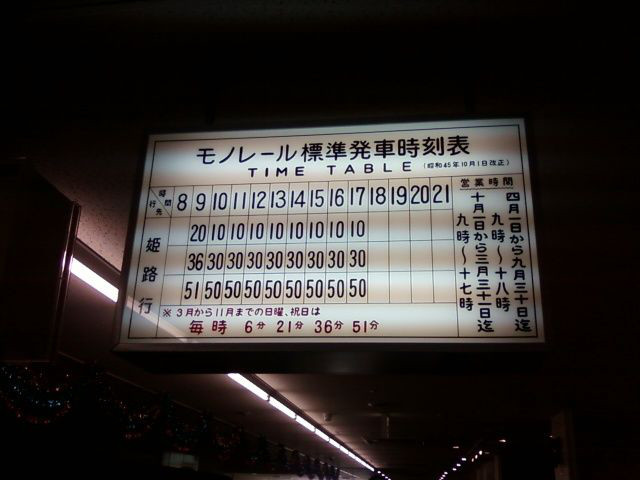 モノレール標準発車時刻表
TIME TABLE (昭和45年10月1日改正)
時間 行先 8 9 10 11 12 13 14 15 16 17 18 19 20 21
姫路行
20 10 10 10 10 10 10 10 10
36 30 30 30 30 30 30 30 30
51 50 50 50 50 50 50 50 50
※ 3月から11月までの日曜、祝日は
毎時 6分 21分 36分 51分
営業時間
四月一日から九月三十日迄
九時〜十八時
十月一日から三月三十一日迄
九時〜十七時